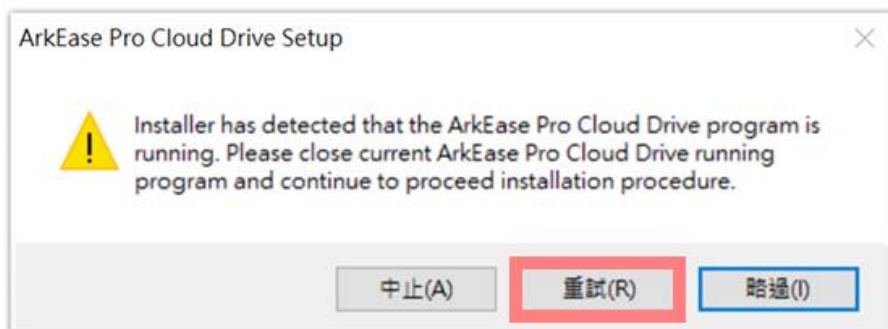 ArkEase Pro Cloud Drive Setup
Installer has detected that the ArkEase Pro Cloud Drive program is
running. Please close current ArkEase Pro Cloud Drive running
program and continue to proceed installation procedure.
中止(A) 重試(R) 略過(I)